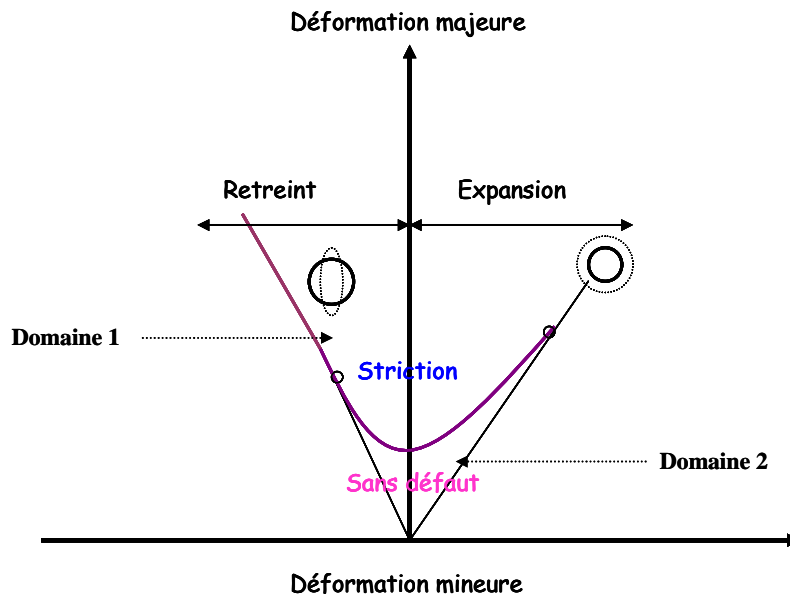 Déformation majeure
Retreint
Expansion
Domaine 1
Striction
Domaine 2
Sans défaut
Déformation mineure